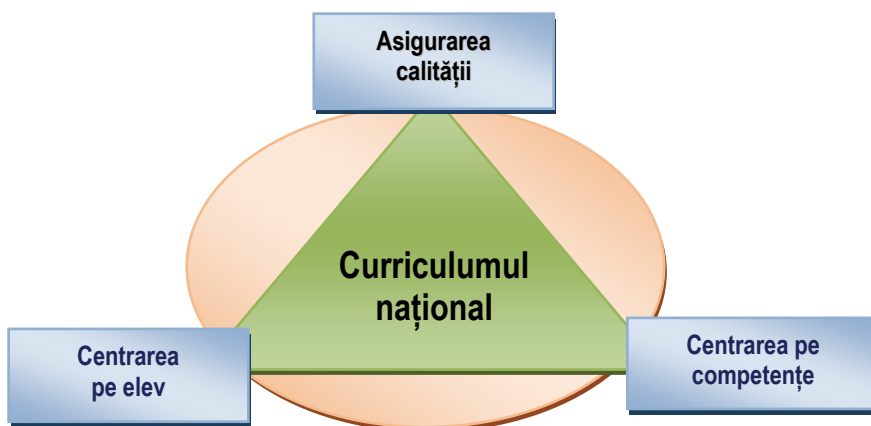 Asigurarea
calității
Curriculumul
național
Centrarea
pe elev
Centrarea pe
competențe